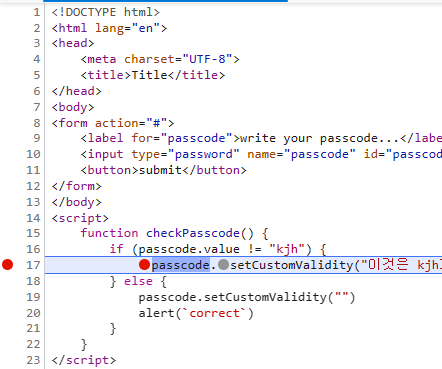 1 <!DOCTYPE html>
2 <html lang="en">
3 <head>
4 <meta charset="UTF-8">
5 <title>Title</title>
6 </head>
7 <body>
8 <form action="#">
9 <label for="passcode">write your passcode...</labe
10 <input type="password" name="passcode" id="passcod
11 <button>submit</button>
12 </form>
13 </body>
14 <script>
15 function checkPasscode() {
16 if (passcode.value != "kjh") {
17 passcode.setCustomValidity("이것은 kjh
18 } else {
19 passcode.setCustomValidity("")
20 alert(`correct`)
21 }
22 }
23 </script>